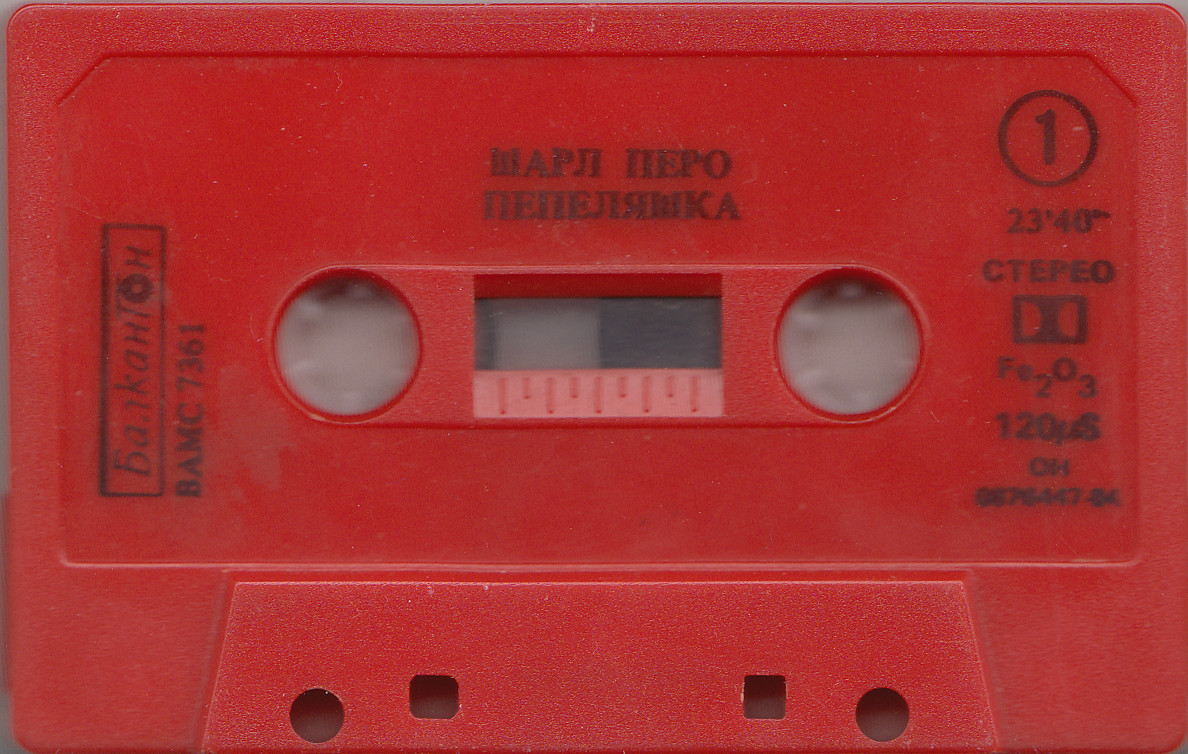 ШАРЛ ПЕРО
ПЕПЕЛЯШКА
1
23'40"
СТЕРЕО
Fe2O3
120µS
ОН
Балкантон
ВАМС 7361